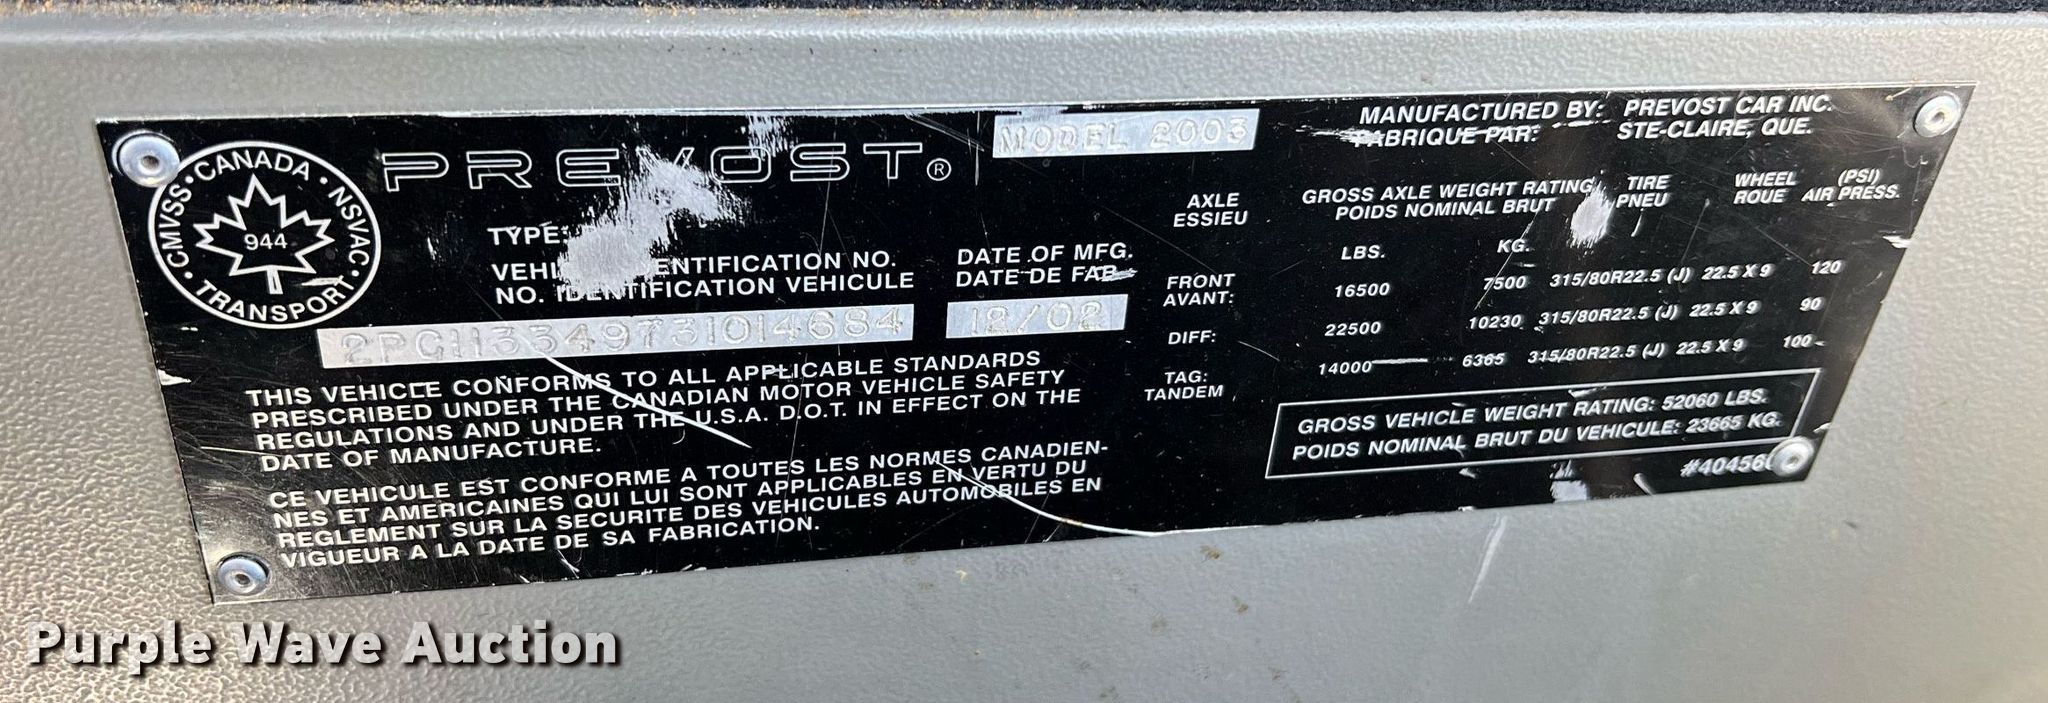 PREVOST®
MODEL 2003
CMVSS • CANADA • NSVAC • TRANSPORT
944
TYPE:
IDENTIFICATION NO.
NO. IDENTIFICATION VEHICULE
2PCH3349731014684
DATE OF MFG.
DATE DE FAB
12/02
THIS VEHICLE CONFORMS TO ALL APPLICABLE STANDARDS
PRESCRIBED UNDER THE CANADIAN MOTOR VEHICLE SAFETY
REGULATIONS AND UNDER THE U.S.A. D.O.T. IN EFFECT ON THE
DATE OF MANUFACTURE.
CE VEHICULE EST CONFORME A TOUTES LES NORMES CANADIEN-
NES ET AMERICAINES QUI LUI SONT APPLICABLES EN VERTU DU
REGLEMENT SUR LA SECURITE DES VEHICULES AUTOMOBILES EN
VIGUEUR A LA DATE DE SA FABRICATION.
MANUFACTURED BY: PREVOST CAR INC.
FABRIQUE PAR: STE-CLAIRE, QUE.
AXLE GROSS AXLE WEIGHT RATING TIRE WHEEL (PSI)
ESSIEU POIDS NOMINAL BRUT PNEU ROUE AIR PRESS.
LBS. KG.
FRONT
AVANT: 16500 7500 315/80R22.5 (J) 22.5 X 9 120
DIFF: 22500 10230 315/80R22.5 (J) 22.5 X 9 90
TAG:
TANDEM 14000 6365 315/80R22.5 (J) 22.5 X 9 100
GROSS VEHICLE WEIGHT RATING: 52060 LBS.
POIDS NOMINAL BRUT DU VEHICULE: 23665 KG.
Purple Wave Auction